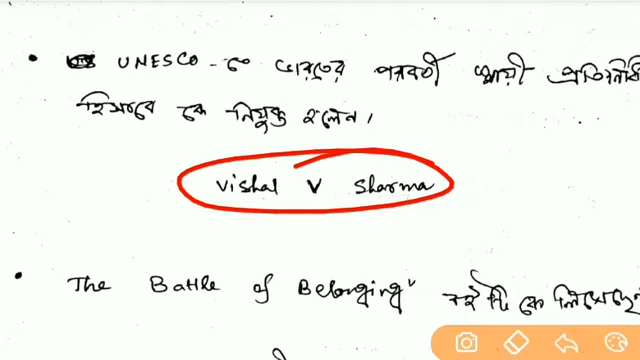 UNESCO-তে ভারতের পরবর্তী স্থায়ী প্রতিনিধি
হিসাবে কে নিযুক্ত হলেন।
Vishal V Sharma
The Battle of Belonging" বইটি কে লিখেছেন